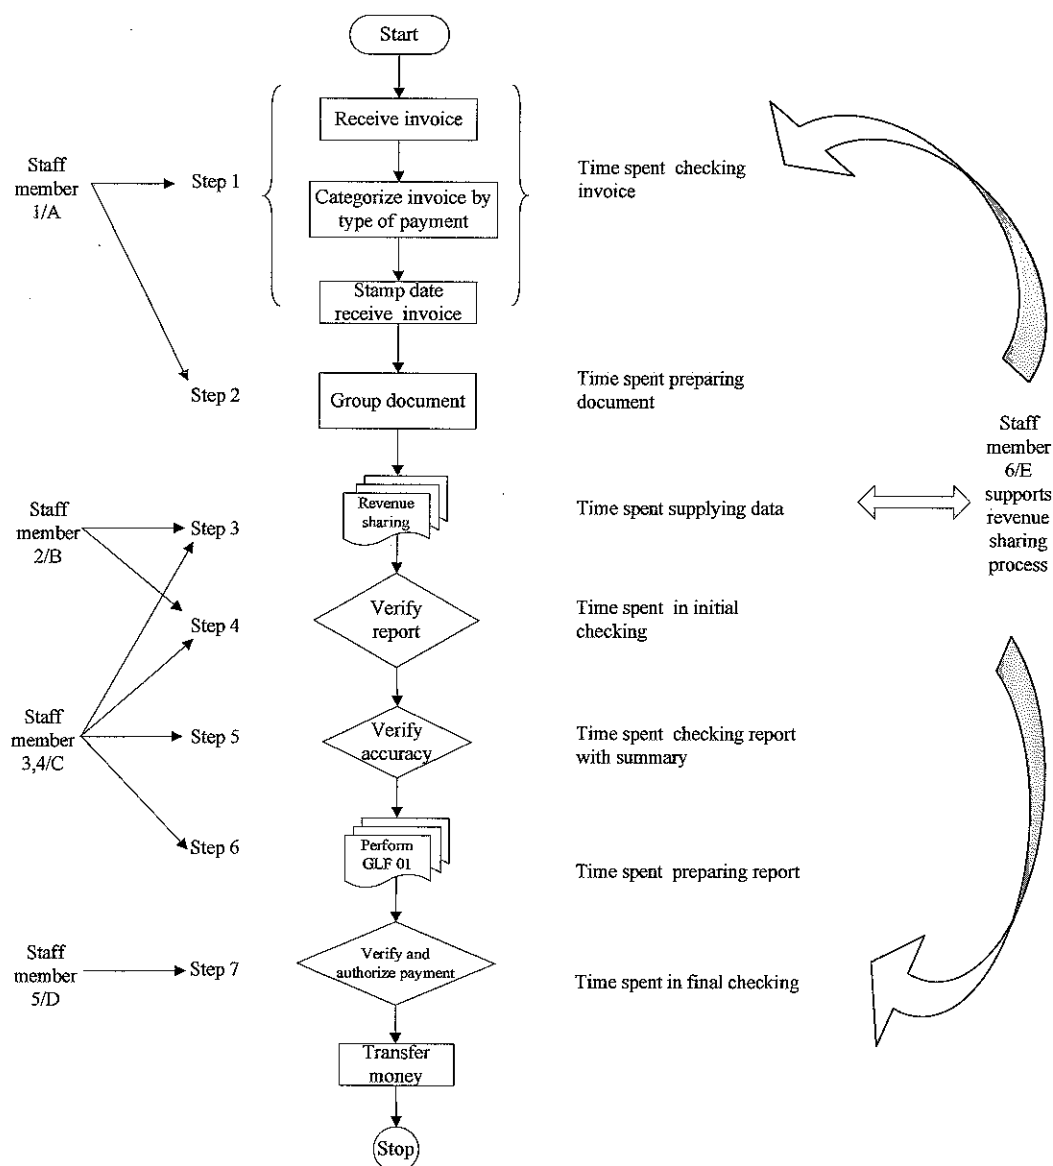 Start
Receive invoice
Staff
member
1/A
Step 1
Categorize invoice by
type of payment
Time spent checking
invoice
Stamp date
receive invoice
Step 2
Group document
Time spent preparing
document
Staff
member
6/E
supports
revenue
sharing
process
Staff
member
2/B
Step 3
Revenue
sharing
Time spent supplying data
Step 4
Verify
report
Time spent in initial
checking
Staff
member
3,4/C
Step 5
Verify
accuracy
Time spent checking report
with summary
Step 6
Perform
GLF 01
Time spent preparing report
Staff
member
5/D
Step 7
Verify and
authorize payment
Time spent in final checking
Transfer
money
Stop